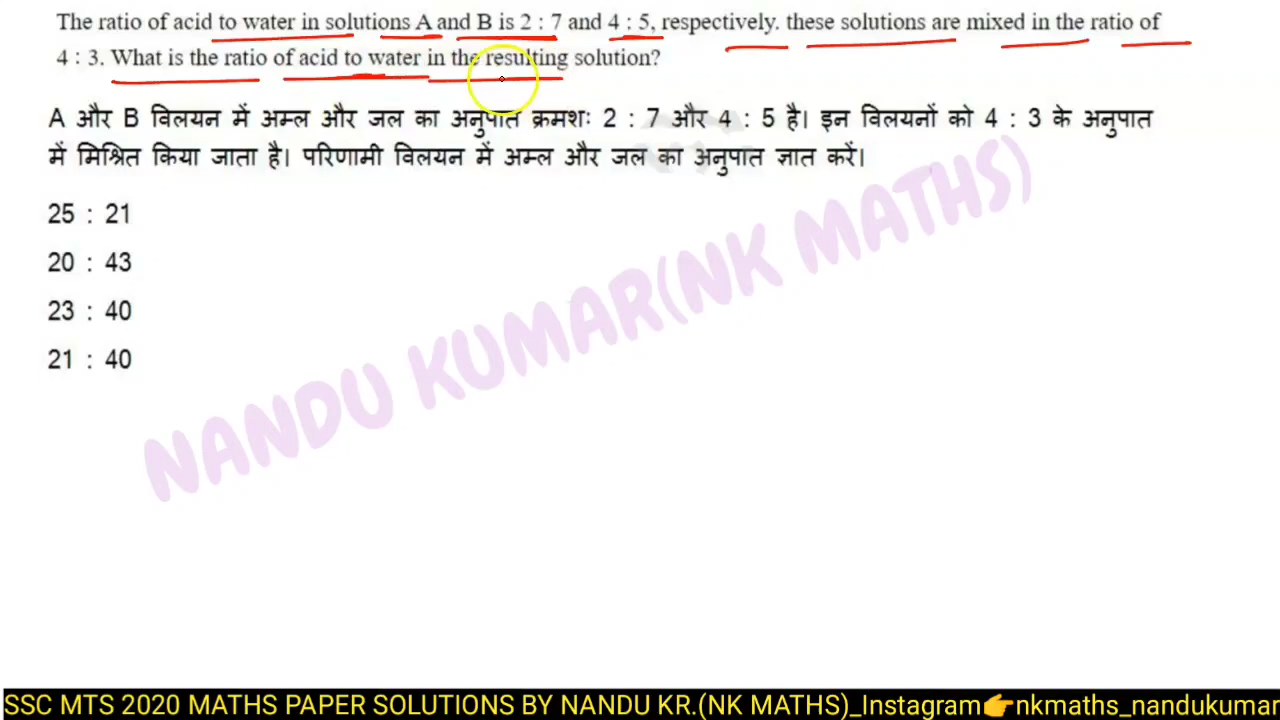 The ratio of acid to water in solutions A and B is 2 : 7 and 4 : 5, respectively. these solutions are mixed in the ratio of
4 : 3. What is the ratio of acid to water in the resulting solution?
A और B विलयन में अम्ल और जल का अनुपात क्रमशः 2 : 7 और 4 : 5 है। इन विलयनों को 4 : 3 के अनुपात
में मिश्रित किया जाता है। परिणामी विलयन में अम्ल और जल का अनुपात ज्ञात करें।
25 : 21
20 : 43
23 : 40
21 : 40
NANDU KUMAR(NK MATHS)
SSC MTS 2020 MATHS PAPER SOLUTIONS BY NANDU KR.(NK MATHS)_Instagram👉nkmaths_nandukumar